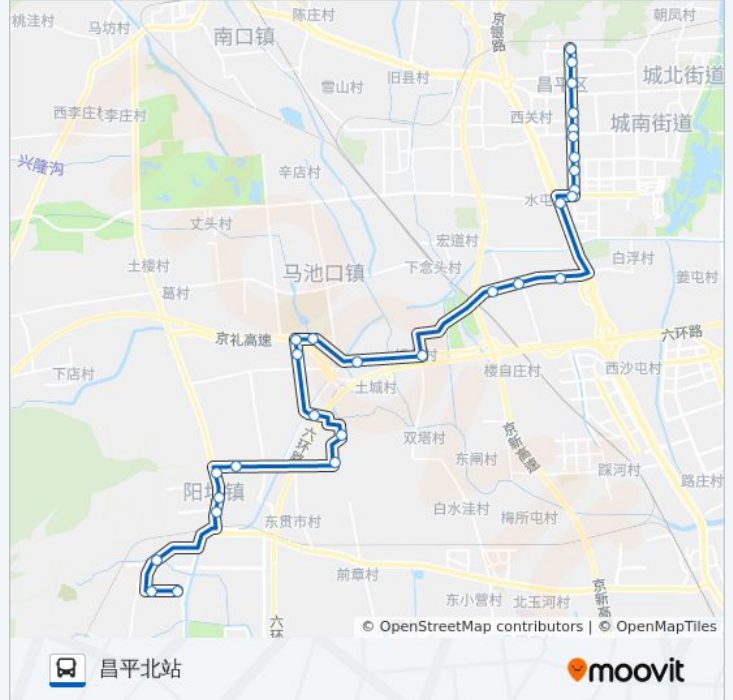 桃洼村
马坊村
陈庄村
京银路
朝凤村
南口镇
雪山村
旧县村
昌平区
城北街道
西李庄村
李庄村
西关村
城南街道
兴隆沟
辛店村
水屯
丈头村
宏道村
白浮村
土楼村
马池口镇
下念头村
姜屯村
葛村
京礼高速
六环路
下店村
楼自庄村
西沙屯村
土城村
六环路
双塔村
京新高速
东闸村
踩河村
路庄村
阳坊镇
白水洼村
东贯市村
梅所屯村
前章村
京新高
东小营村
北玉河村
六环
© OpenStreetMap contributors | © OpenMapTiles
昌平北站
moovit